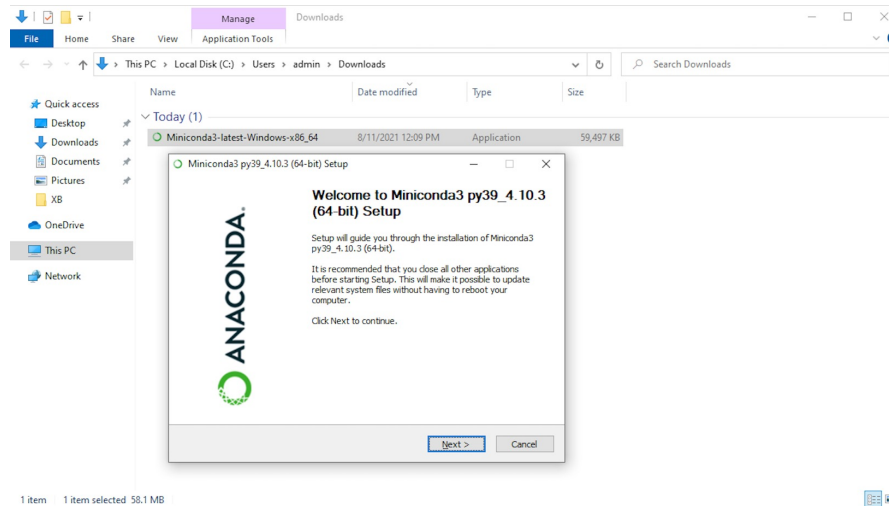 Manage
Downloads
File
Home
Share
View
Application Tools
This PC > Local Disk (C:) > Users > admin > Downloads
Search Downloads
Name
Date modified
Type
Size
Quick access
Desktop
Downloads
Documents
Pictures
XB
OneDrive
This PC
Network
Today (1)
Miniconda3-latest-Windows-x86_64 8/11/2021 12:09 PM Application 59,497 KB
Miniconda3 py39_4.10.3 (64-bit) Setup
ANACONDA.
Welcome to Miniconda3 py39_4.10.3
(64-bit) Setup
Setup will guide you through the installation of Miniconda3
py39_4.10.3 (64-bit).
It is recommended that you close all other applications
before starting Setup. This will make it possible to update
relevant system files without having to reboot your
computer.
Click Next to continue.
Next >
Cancel
1 item
1 item selected 58.1 MB